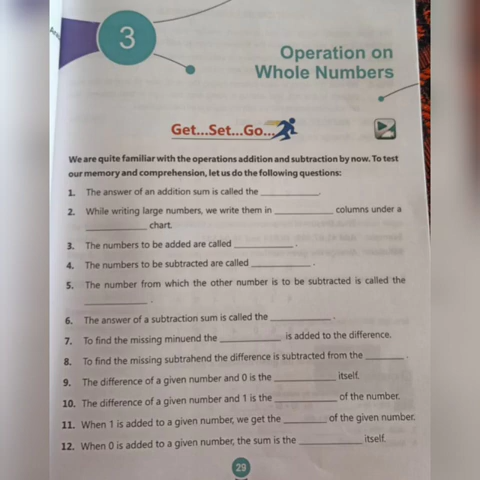 3
Operation on
Whole Numbers
Get...Set...Go...
We are quite familiar with the operations addition and subtraction by now. To test
our memory and comprehension, let us do the following questions:
1. The answer of an addition sum is called the ____________.
2. While writing large numbers, we write them in ____________ columns under a
____________ chart.
3. The numbers to be added are called ____________ .
4. The numbers to be subtracted are called ____________ .
5. The number from which the other number is to be subtracted is called the
____________ .
6. The answer of a subtraction sum is called the ____________ .
7. To find the missing minuend the ____________ is added to the difference.
8. To find the missing subtrahend the difference is subtracted from the ________ .
9. The difference of a given number and 0 is the ____________ itself.
10. The difference of a given number and 1 is the ____________ of the number.
11. When 1 is added to a given number, we get the ________ of the given number.
12. When 0 is added to a given number, the sum is the ____________ itself.
29